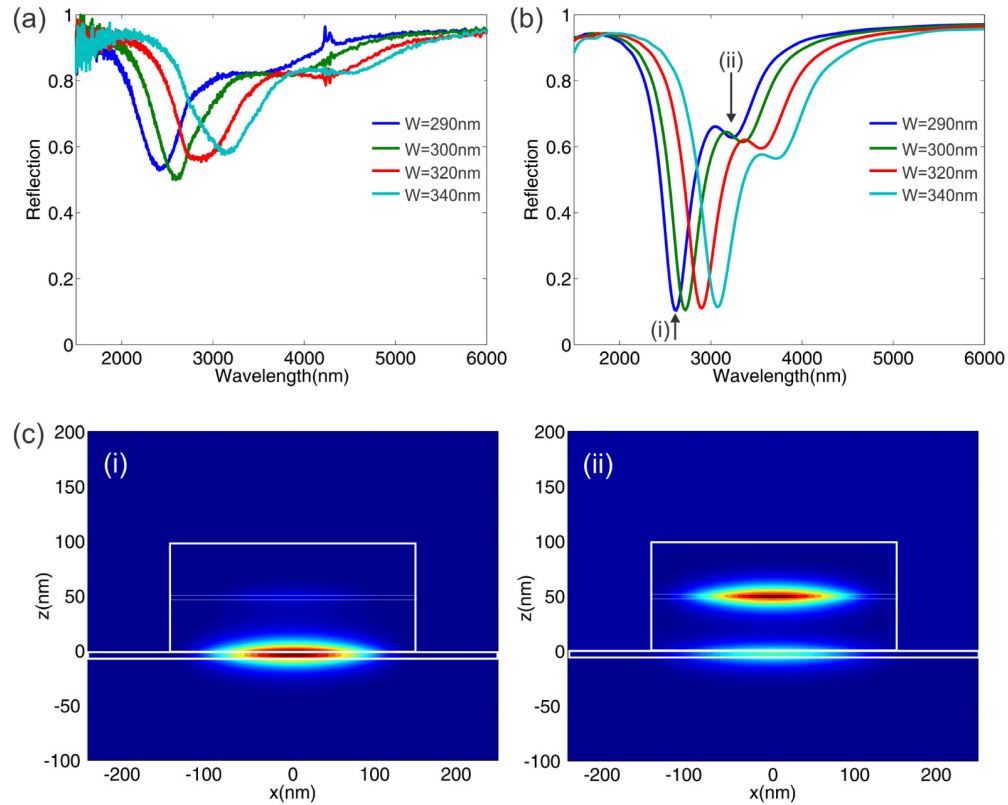 (a)
1
0.8
0.6
0.4
0.2
0
Reflection
W=290nm
W=300nm
W=320nm
W=340nm
2000 3000 4000 5000 6000
Wavelength(nm)
(b)
1
0.8
0.6
0.4
0.2
0
Reflection
(ii)
W=290nm
W=300nm
W=320nm
W=340nm
(i)
2000 3000 4000 5000 6000
Wavelength(nm)
(c)
(i)
200
150
100
50
0
-50
-100
z(nm)
-200 -100 0 100 200
x(nm)
(ii)
200
150
100
50
0
-50
-100
z(nm)
-200 -100 0 100 200
x(nm)